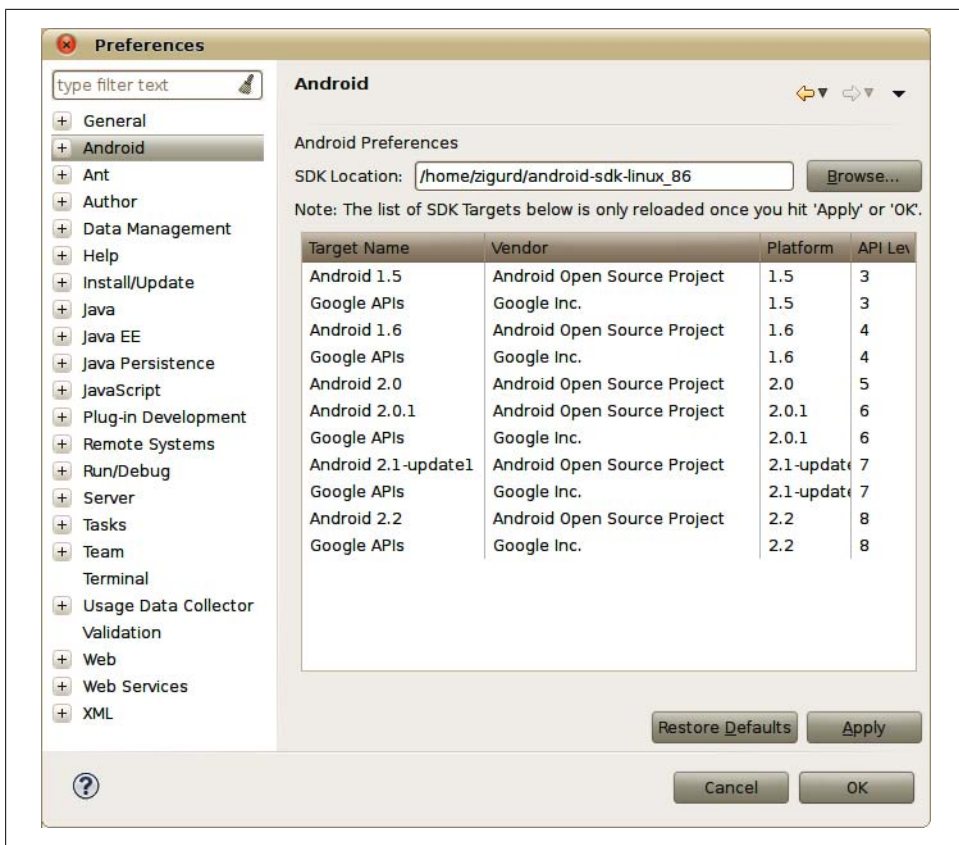 Preferences
type filter text
General
Android
Ant
Author
Data Management
Help
Install/Update
Java
Java EE
Java Persistence
JavaScript
Plug-in Development
Remote Systems
Run/Debug
Server
Tasks
Team
Terminal
Usage Data Collector
Validation
Web
Web Services
XML
Android
Android Preferences
SDK Location: /home/zigurd/android-sdk-linux_86 Browse...
Note: The list of SDK Targets below is only reloaded once you hit 'Apply' or 'OK'.
Target Name Vendor Platform API Lev
Android 1.5 Android Open Source Project 1.5 3
Google APIs Google Inc. 1.5 3
Android 1.6 Android Open Source Project 1.6 4
Google APIs Google Inc. 1.6 4
Android 2.0 Android Open Source Project 2.0 5
Android 2.0.1 Android Open Source Project 2.0.1 6
Google APIs Google Inc. 2.0.1 6
Android 2.1-update1 Android Open Source Project 2.1-update 7
Google APIs Google Inc. 2.1-update 7
Android 2.2 Android Open Source Project 2.2 8
Google APIs Google Inc. 2.2 8
Restore Defaults Apply
? Cancel OK